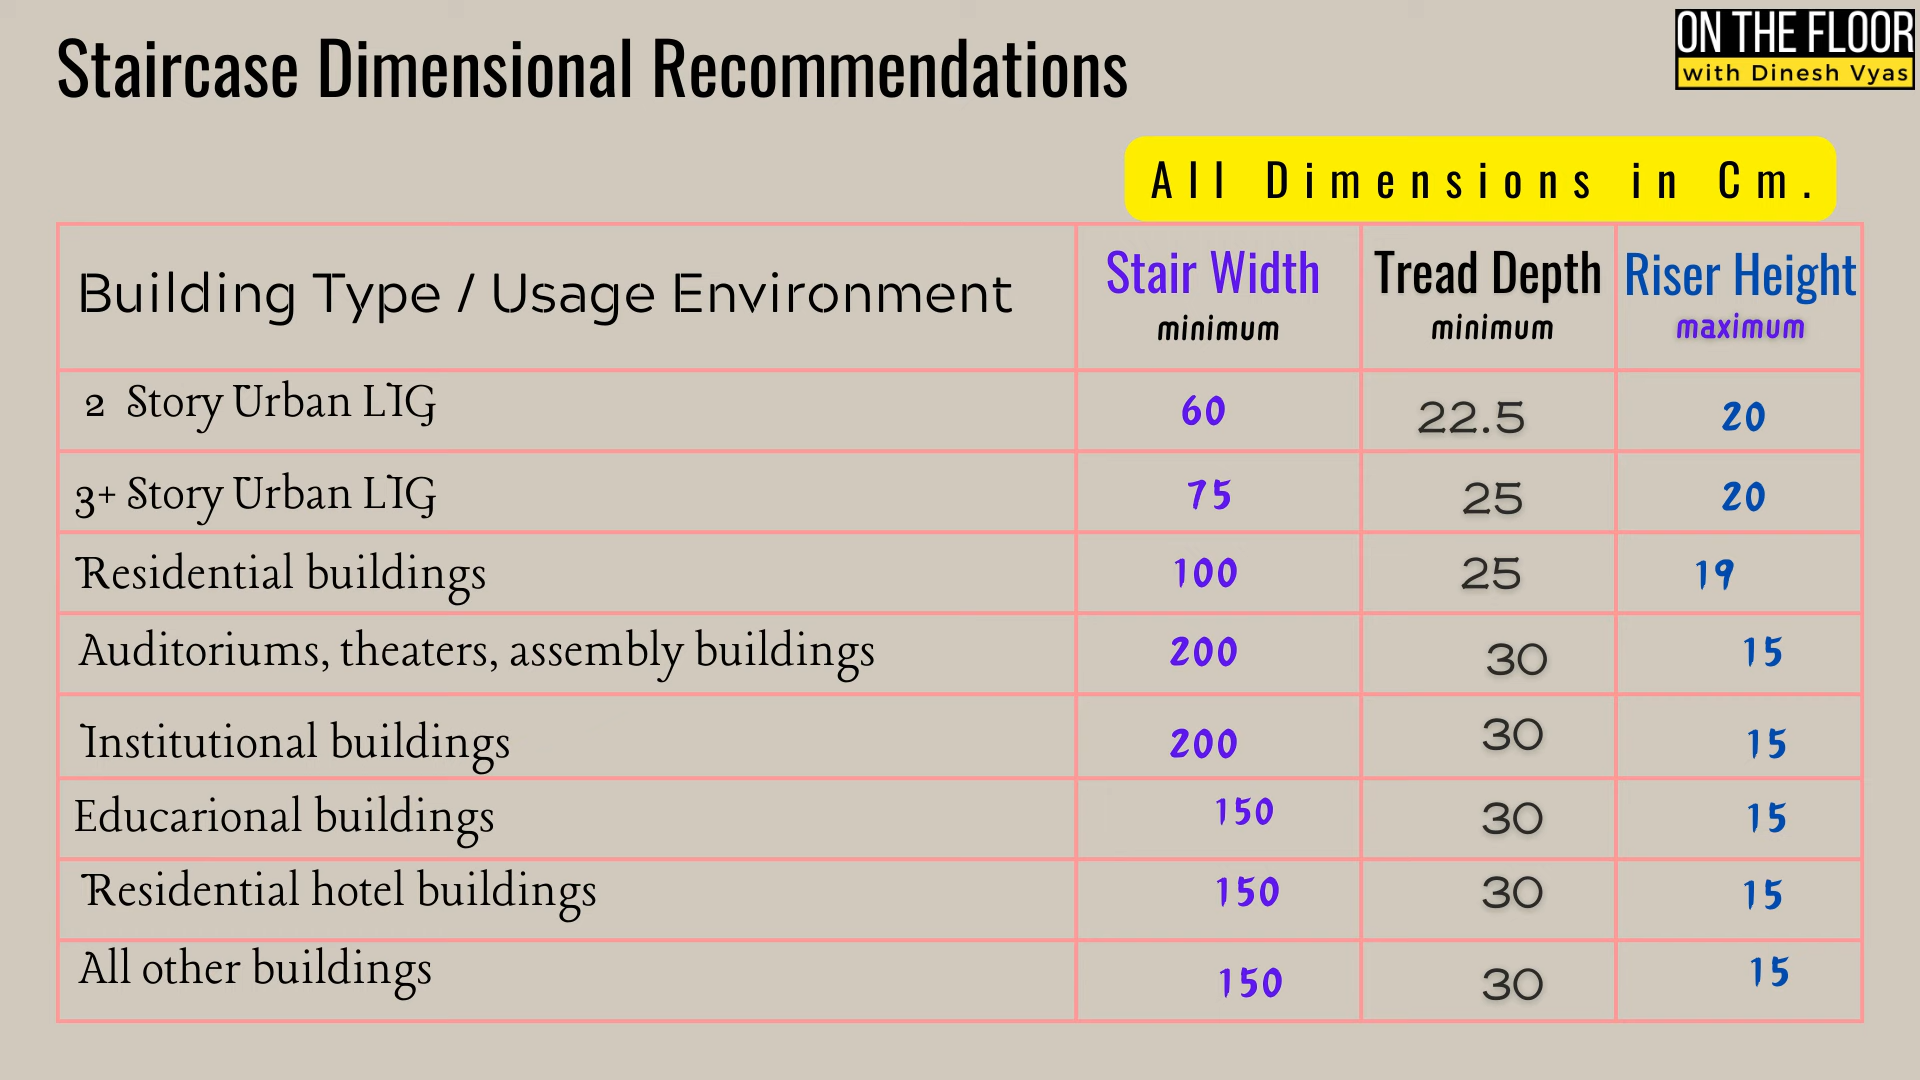 ON THE FLOOR
with Dinesh Vyas
Staircase Dimensional Recommendations
All Dimensions in Cm.
Building Type / Usage Environment Stair Width minimum Tread Depth minimum Riser Height maximum
2 Story Urban LIG 60 22.5 20
3+ Story Urban LIG 75 25 20
Residential buildings 100 25 19
Auditoriums, theaters, assembly buildings 200 30 15
Institutional buildings 200 30 15
Educarional buildings 150 30 15
Residential hotel buildings 150 30 15
All other buildings 150 30 15